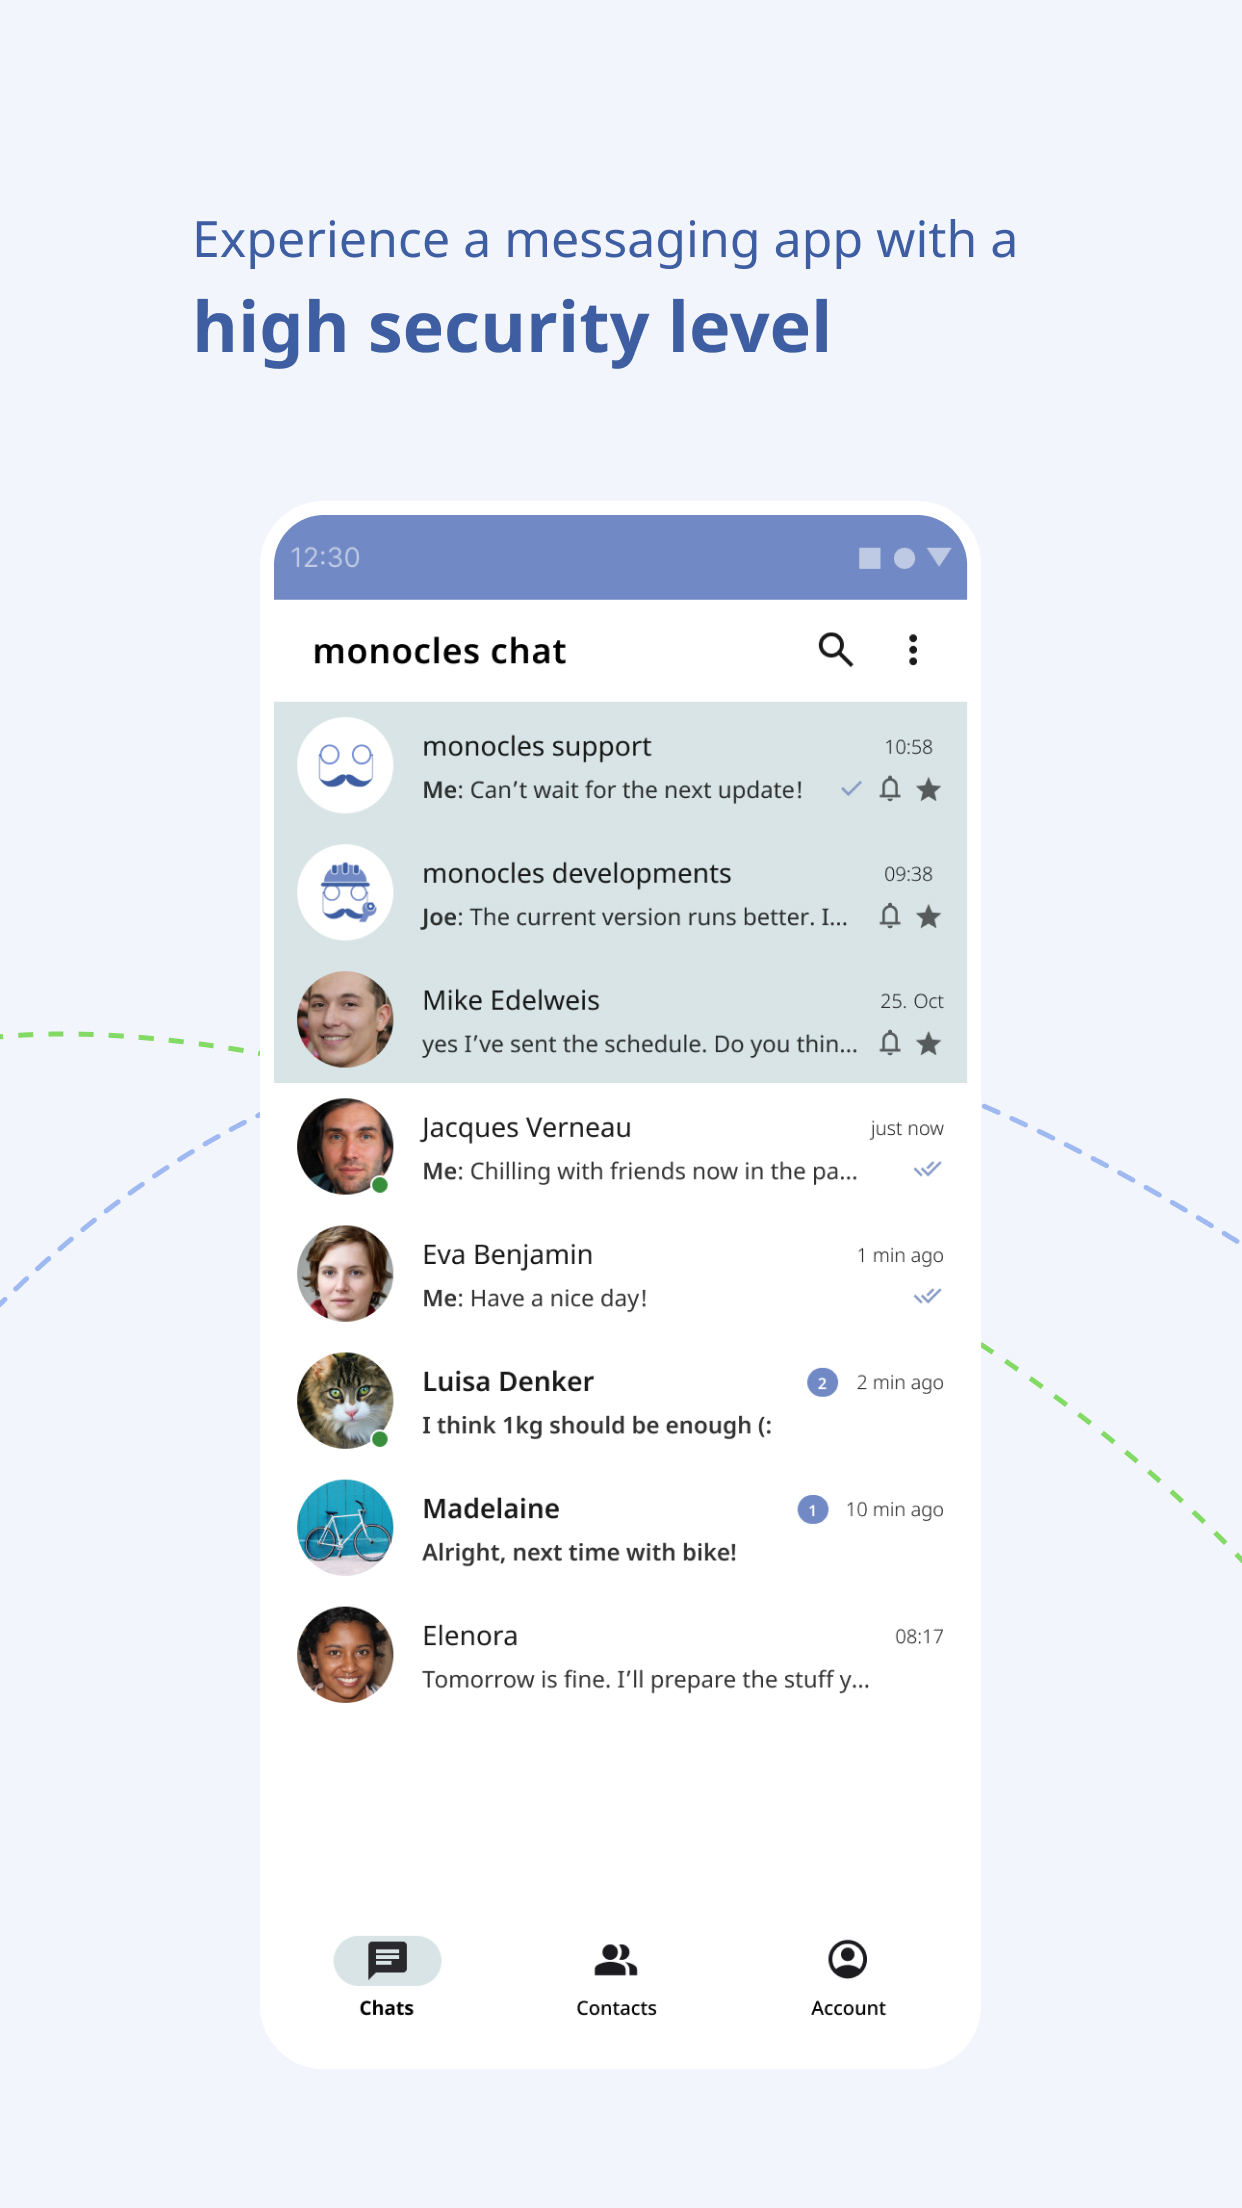 Experience a messaging app with a
high security level
12:30
monocles chat
monocles support 10:58
Me: Can’t wait for the next update!
monocles developments 09:38
Joe: The current version runs better. I...
Mike Edelweis 25. Oct
yes I’ve sent the schedule. Do you thin...
Jacques Verneau just now
Me: Chilling with friends now in the pa...
Eva Benjamin 1 min ago
Me: Have a nice day!
Luisa Denker 2 2 min ago
I think 1kg should be enough (:
Madelaine 1 10 min ago
Alright, next time with bike!
Elenora 08:17
Tomorrow is fine. I’ll prepare the stuff y...
Chats Contacts Account